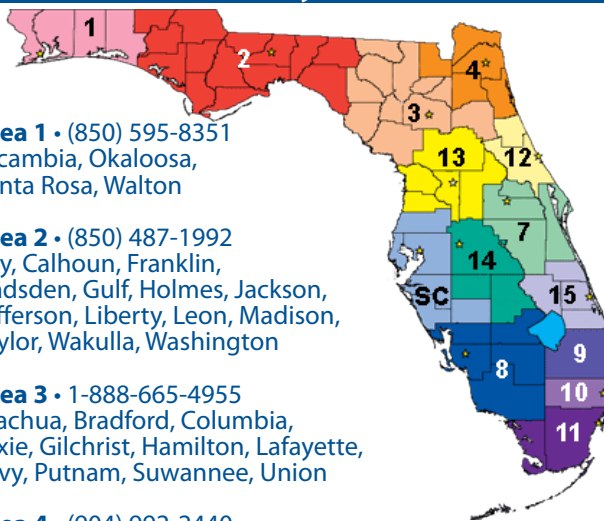 1
2
4
3
13
12
7
14
SC
15
9
8
10
11
ea 1 • (850) 595-8351
cambia, Okaloosa,
nta Rosa, Walton
ea 2 • (850) 487-1992
y, Calhoun, Franklin,
adsden, Gulf, Holmes, Jackson,
fferson, Liberty, Leon, Madison,
ylor, Wakulla, Washington
ea 3 • 1-888-665-4955
achua, Bradford, Columbia,
xie, Gilchrist, Hamilton, Lafayette,
vy, Putnam, Suwannee, Union